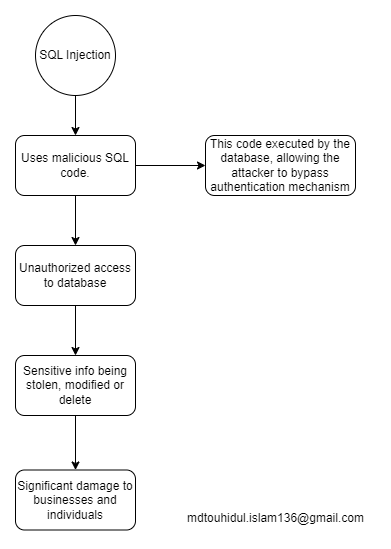 SQL Injection
Uses malicious SQL
code.
This code executed by the
database, allowing the
attacker to bypass
authentication mechanism
Unauthorized access
to database
Sensitive info being
stolen, modified or
delete
Significant damage to
businesses and
individuals
mdtouhidul.islam136@gmail.com